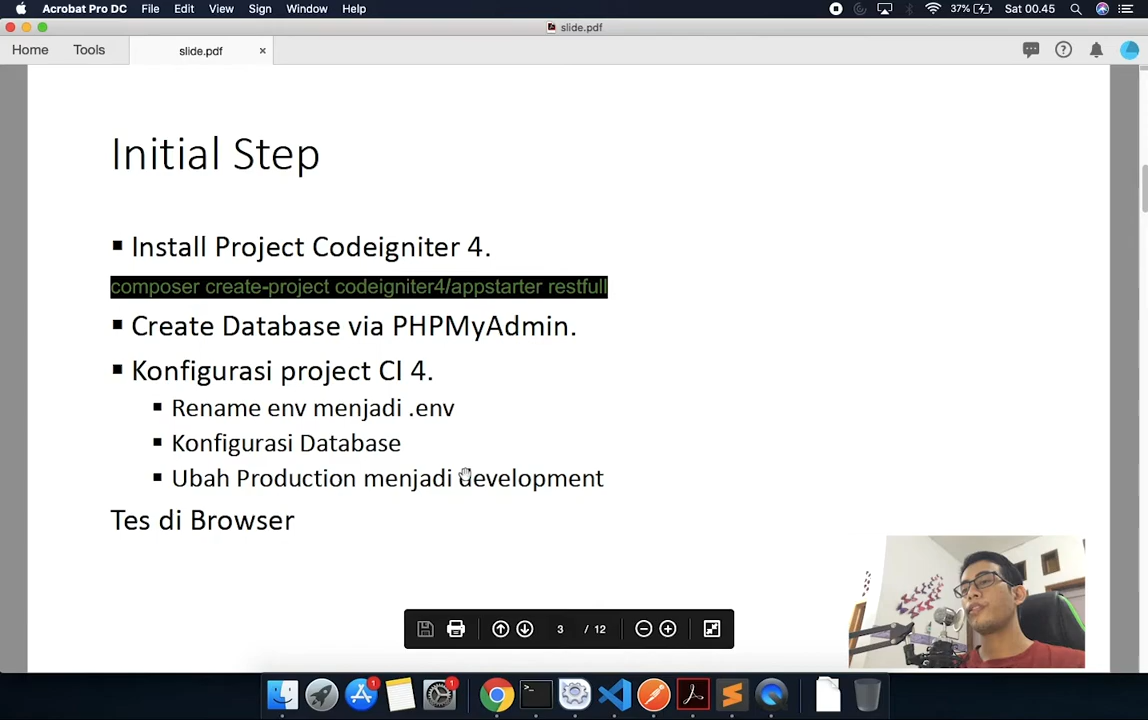 Acrobat Pro DC File Edit View Sign Window Help 37% Sat 00.45
slide.pdf
Home Tools slide.pdf ×
Initial Step
▪ Install Project Codeigniter 4.
composer create-project codeigniter4/appstarter restfull
▪ Create Database via PHPMyAdmin.
▪ Konfigurasi project CI 4.
▪ Rename env menjadi .env
▪ Konfigurasi Database
▪ Ubah Production menjadi development
Tes di Browser
3 / 12
1 1